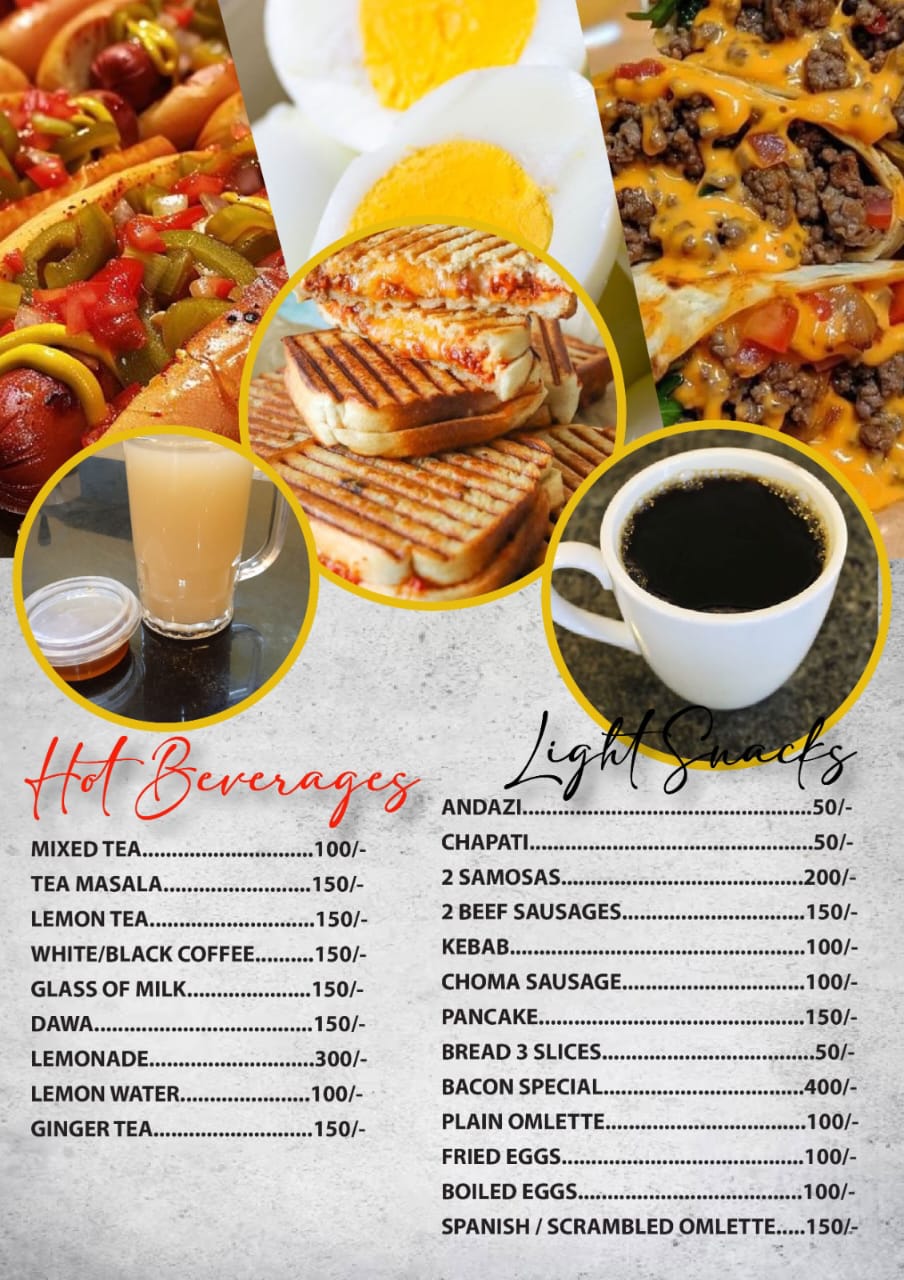 Hot Beverages
MIXED TEA.............................100/-
TEA MASALA.........................150/-
LEMON TEA............................150/-
WHITE/BLACK COFFEE..........150/-
GLASS OF MILK.....................150/-
DAWA.....................................150/-
LEMONADE............................300/-
LEMON WATER......................100/-
GINGER TEA...........................150/-
Light Snacks
ANDAZI................................................50/-
CHAPATI...............................................50/-
2 SAMOSAS.........................................200/-
2 BEEF SAUSAGES...............................150/-
KEBAB..................................................100/-
CHOMA SAUSAGE...............................100/-
PANCAKE.............................................150/-
BREAD 3 SLICES...................................50/-
BACON SPECIAL..................................400/-
PLAIN OMLETTE..................................100/-
FRIED EGGS.........................................100/-
BOILED EGGS......................................100/-
SPANISH / SCRAMBLED OMLETTE.....150/-